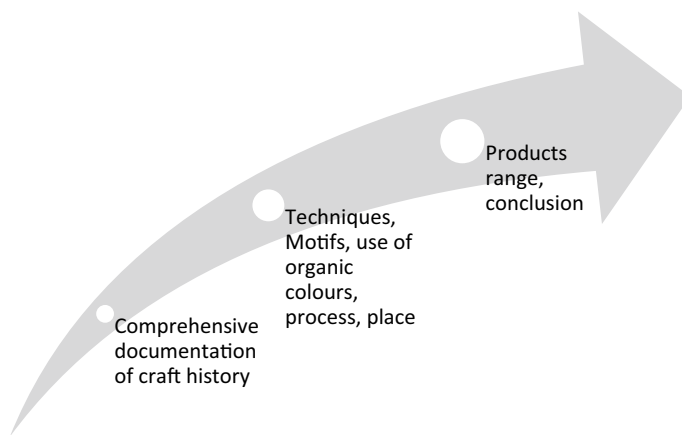 Comprehensive
documentation
of craft history
Techniques,
Motifs, use of
organic
colours,
process, place
Products
range,
conclusion